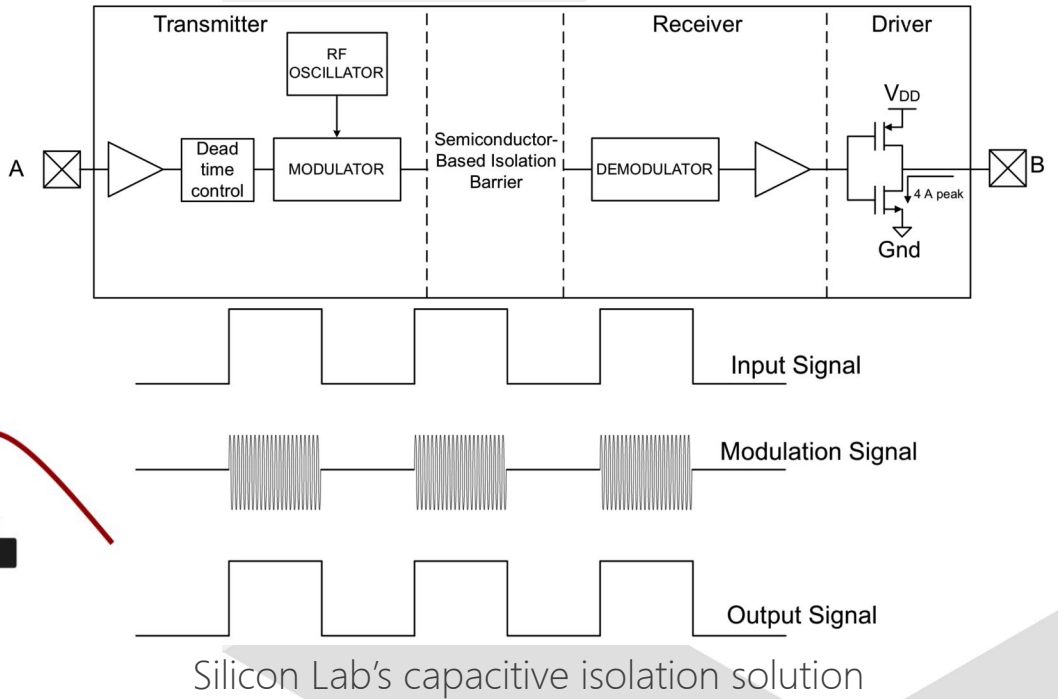 Transmitter
Receiver
Driver
RF
OSCILLATOR
VDD
A
Dead
time
control
MODULATOR
Semiconductor-
Based Isolation
Barrier
DEMODULATOR
B
4 A peak
Gnd
Input Signal
Modulation Signal
Output Signal
Silicon Lab's capacitive isolation solution